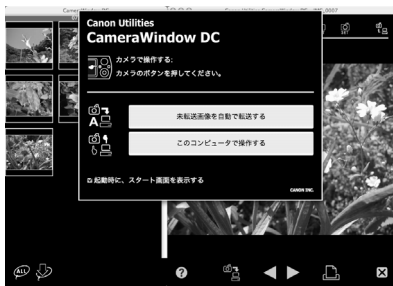 Canon Utilities
CameraWindow DC
カメラで操作する:
カメラのボタンを押してください。
未転送画像を自動で転送する
このコンピュータで操作する
起動時に、スタート画面を表示する
CANON INC.
ALL